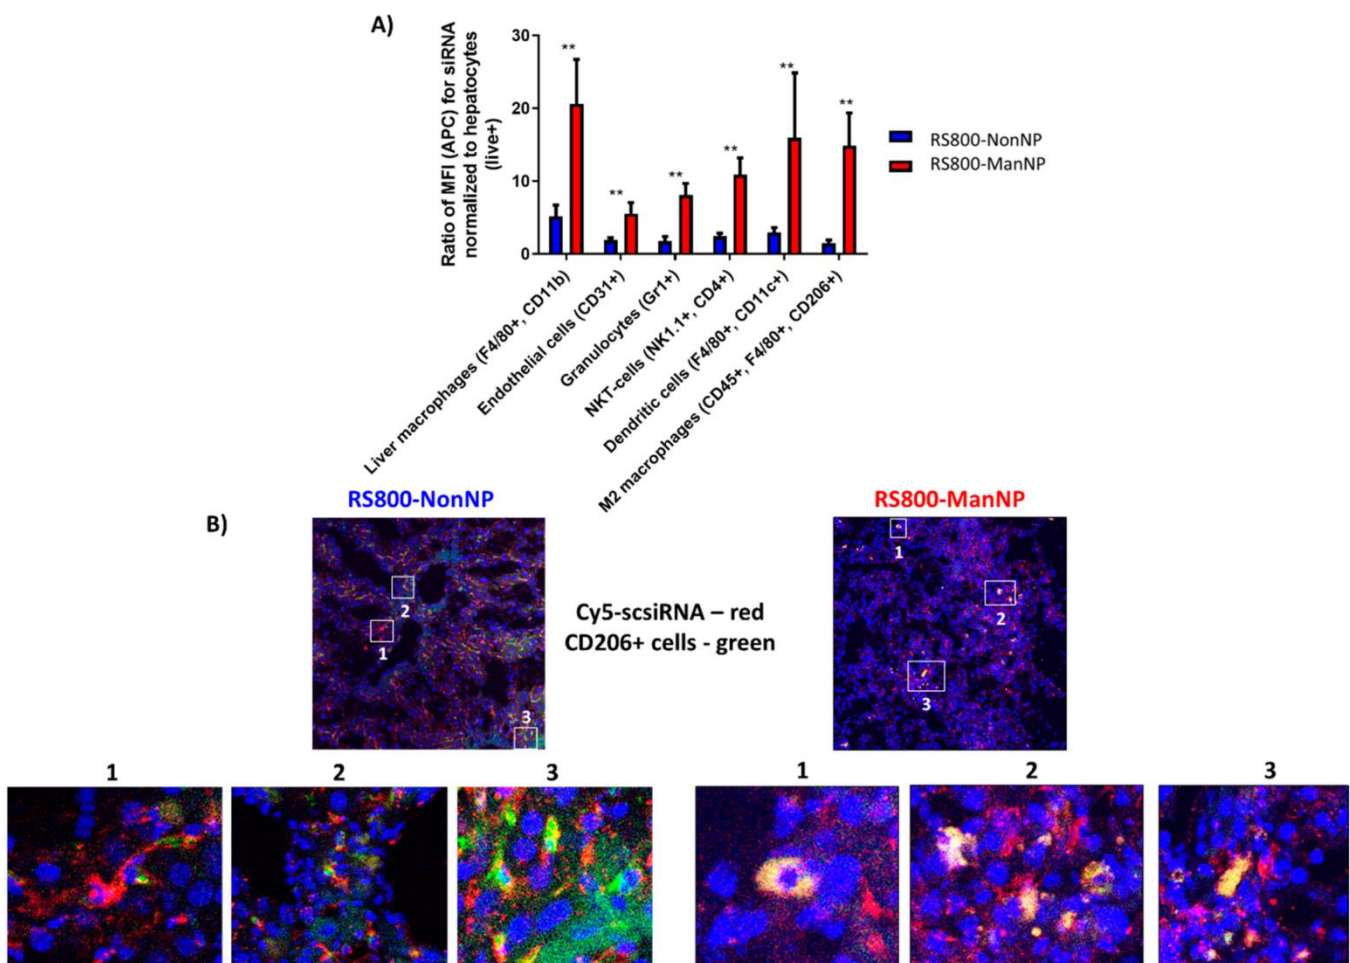 A)
Ratio of MFI (APC) for siRNA
normalized to hepatocytes
(live+)
30
20
10
0
**
**
**
**
**
**
RS800-NonNP
RS800-ManNP
Liver macrophages (F4/80+, CD11b)
Endothelial cells (CD31+)
Granulocytes (Gr1+)
NKT-cells (NK1.1+, CD4+)
Dendritic cells (F4/80+, CD11c+)
M2 macrophages (CD45+, F4/80+, CD206+)
B)
RS800-NonNP
RS800-ManNP
2
1
3
Cy5-scsiRNA – red
CD206+ cells - green
1
2
3
1
2
3
1
2
3